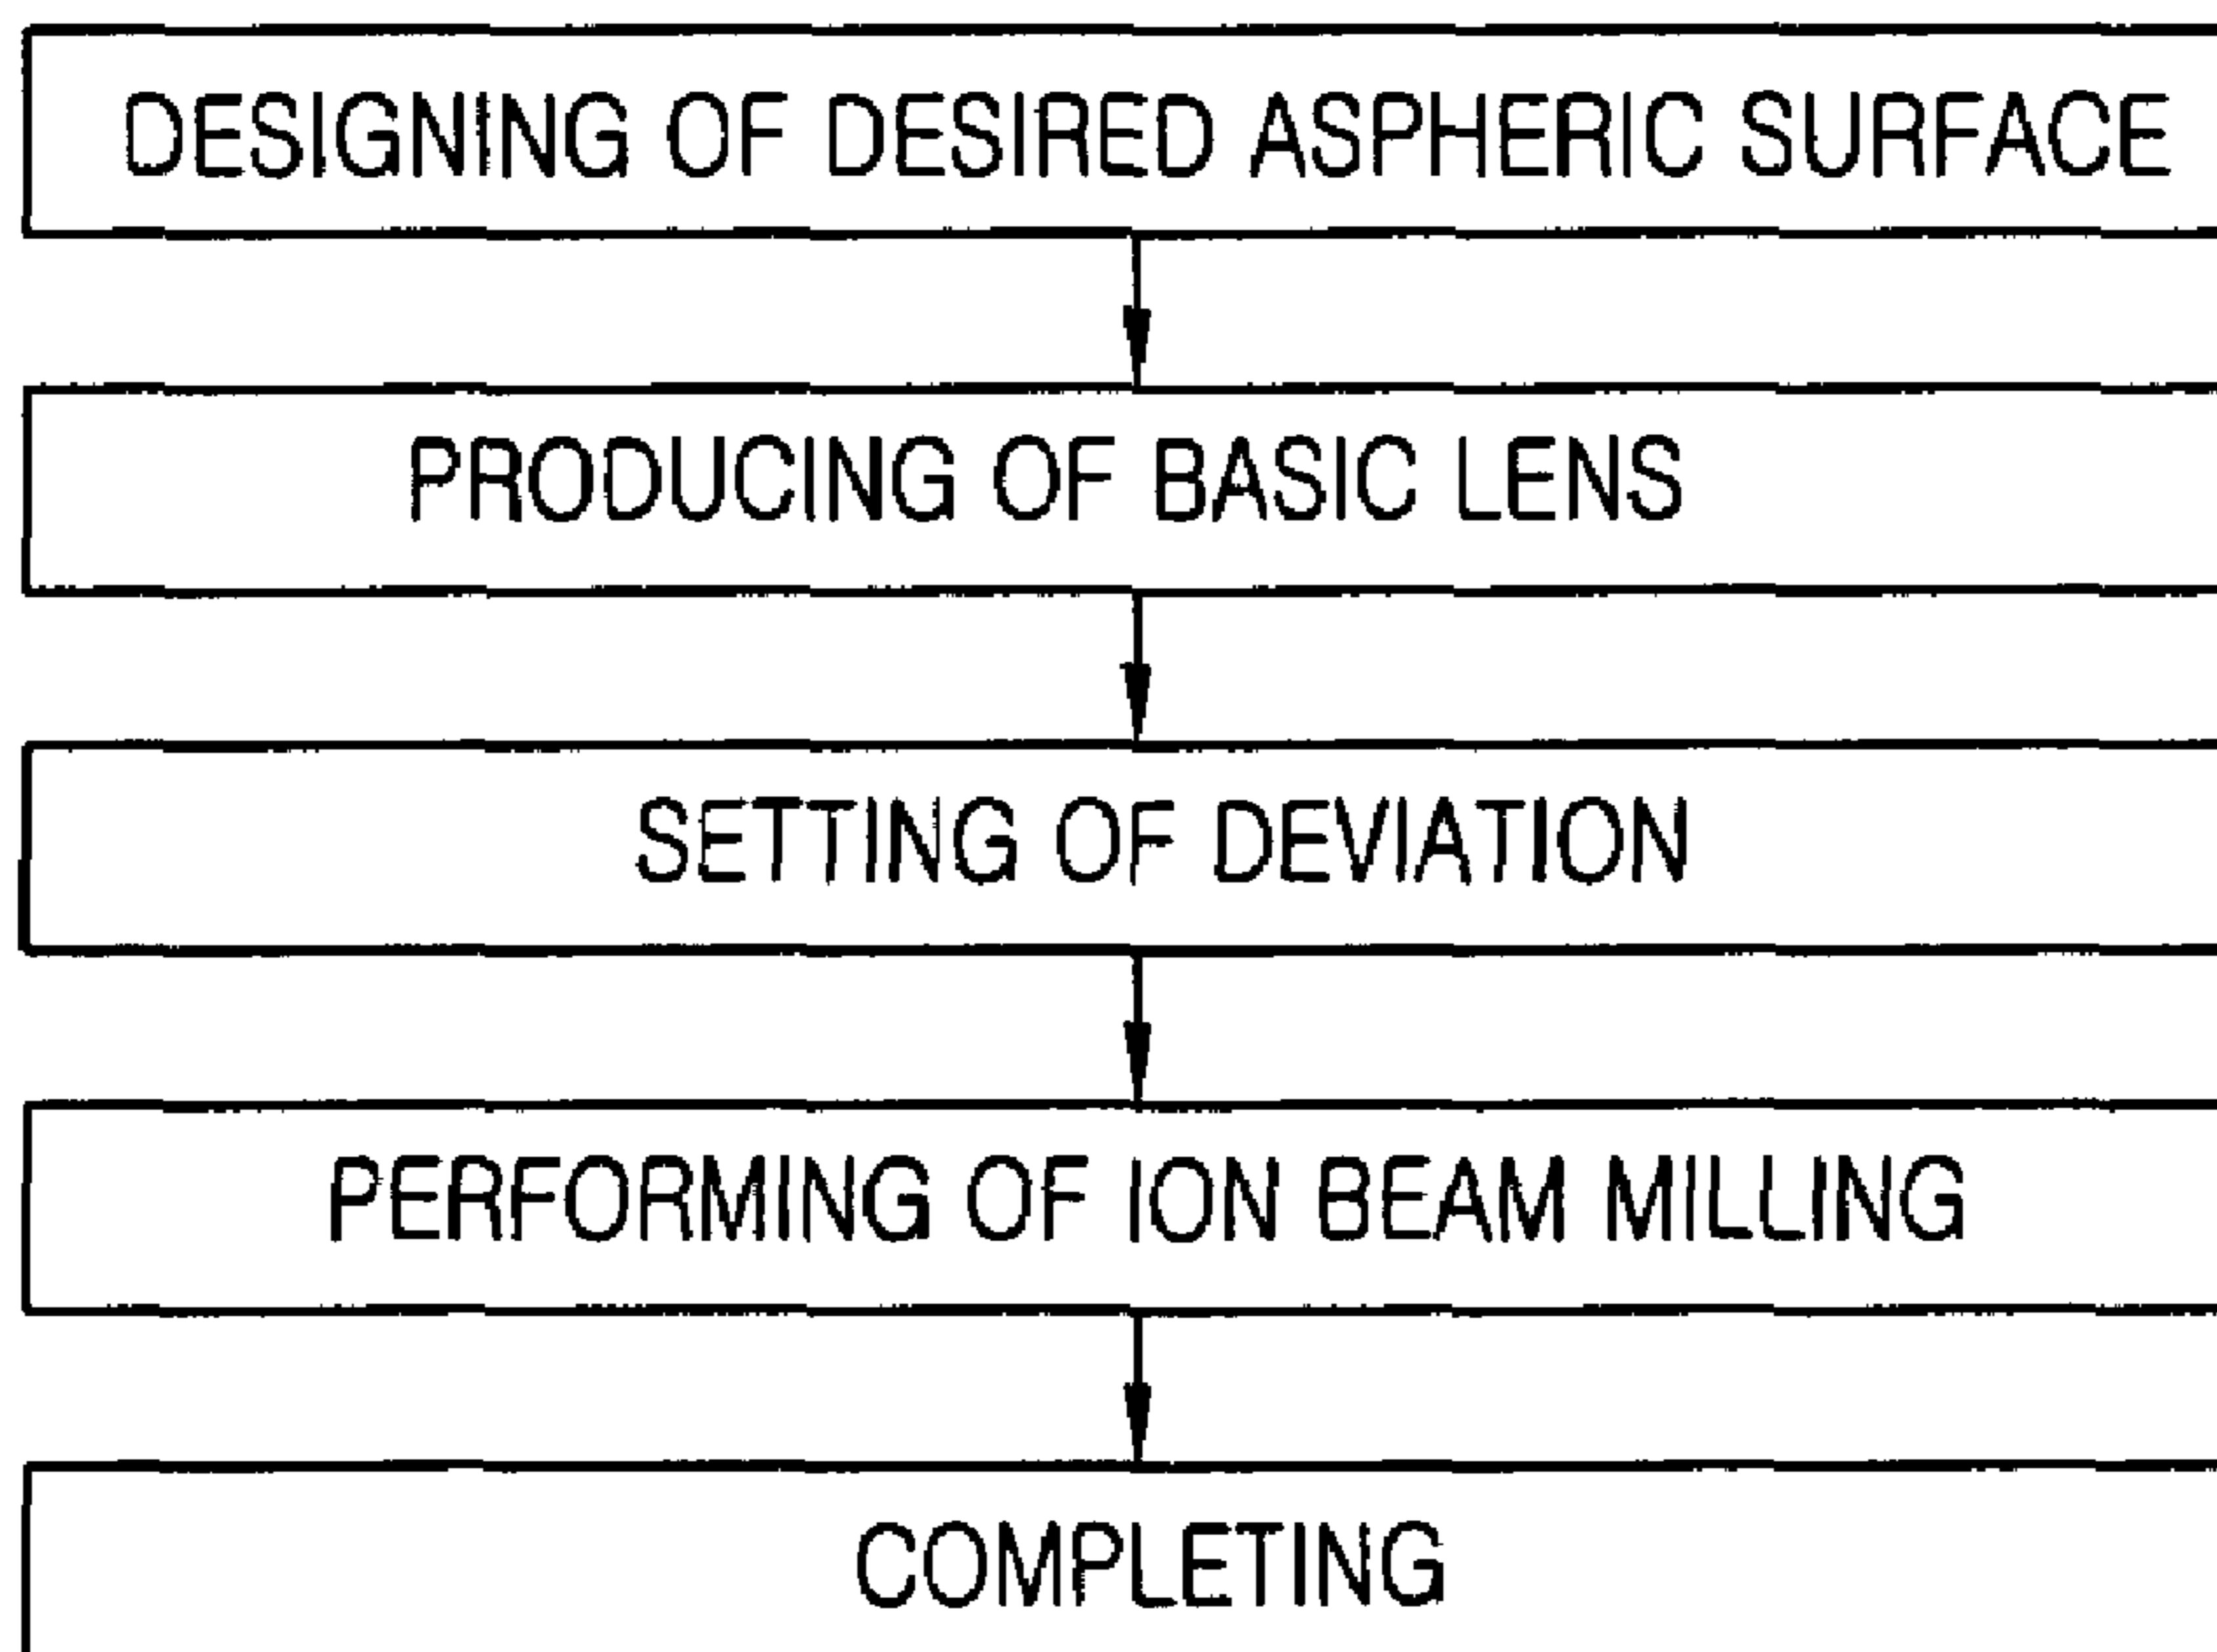 DESIGNING OF DESIRED ASPHERIC SURFACE
PRODUCING OF BASIC LENS
SETTING OF DEVIATION
PERFORMING OF ION BEAM MILLING
COMPLETING